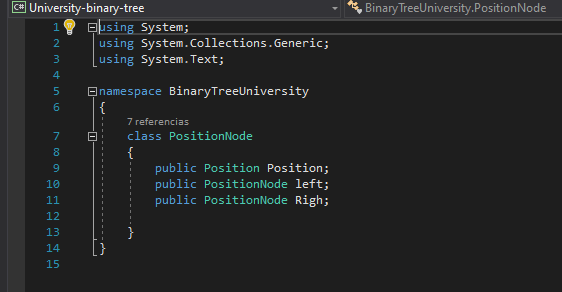 C# University-binary-tree BinaryTreeUniversity.PositionNode
1 using System;
2 using System.Collections.Generic;
3 using System.Text;
4
5 namespace BinaryTreeUniversity
6 {
7 referencias
7 class PositionNode
8 {
9 public Position Position;
10 public PositionNode left;
11 public PositionNode Righ;
12
13 }
14 }
15